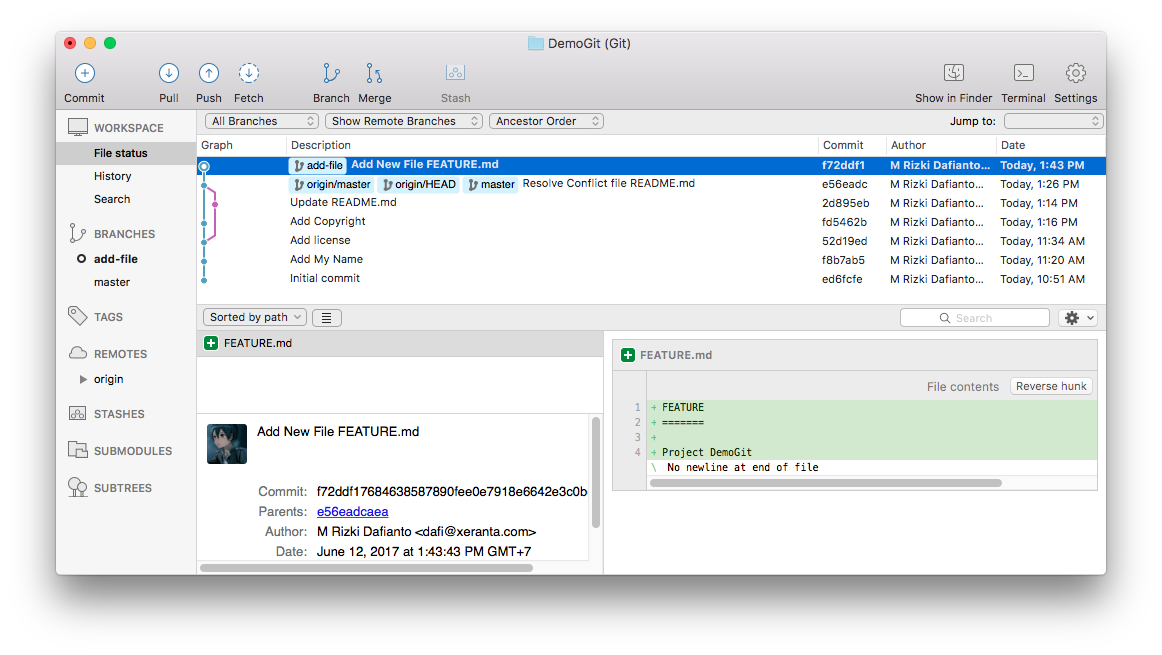 DemoGit (Git)
Commit Pull Push Fetch Branch Merge Stash Show in Finder Terminal Settings
WORKSPACE
File status
History
Search
BRANCHES
add-file
master
TAGS
REMOTES
origin
STASHES
SUBMODULES
SUBTREES
All Branches Show Remote Branches Ancestor Order Jump to:
Graph Description Commit Author Date
add-file Add New File FEATURE.md f72ddf1 M Rizki Dafianto... Today, 1:43 PM
origin/master origin/HEAD master Resolve Conflict file README.md e56eadc M Rizki Dafianto... Today, 1:26 PM
Update README.md 2d895eb M Rizki Dafianto... Today, 1:14 PM
Add Copyright fd5462b M Rizki Dafianto... Today, 1:16 PM
Add license 52d19ed M Rizki Dafianto... Today, 11:34 AM
Add My Name f8b7ab5 M Rizki Dafianto... Today, 11:20 AM
Initial commit ed6fcfe M Rizki Dafianto... Today, 10:51 AM
Sorted by path Search
FEATURE.md
Add New File FEATURE.md
Commit: f72ddf17684638587890fee0e7918e6642e3c0b
Parents: e56eadcaea
Author: M Rizki Dafianto <dafi@xeranta.com>
Date: June 12, 2017 at 1:43:43 PM GMT+7
FEATURE.md
File contents Reverse hunk
1 + FEATURE
2 + =======
3 +
4 + Project DemoGit
\ No newline at end of file